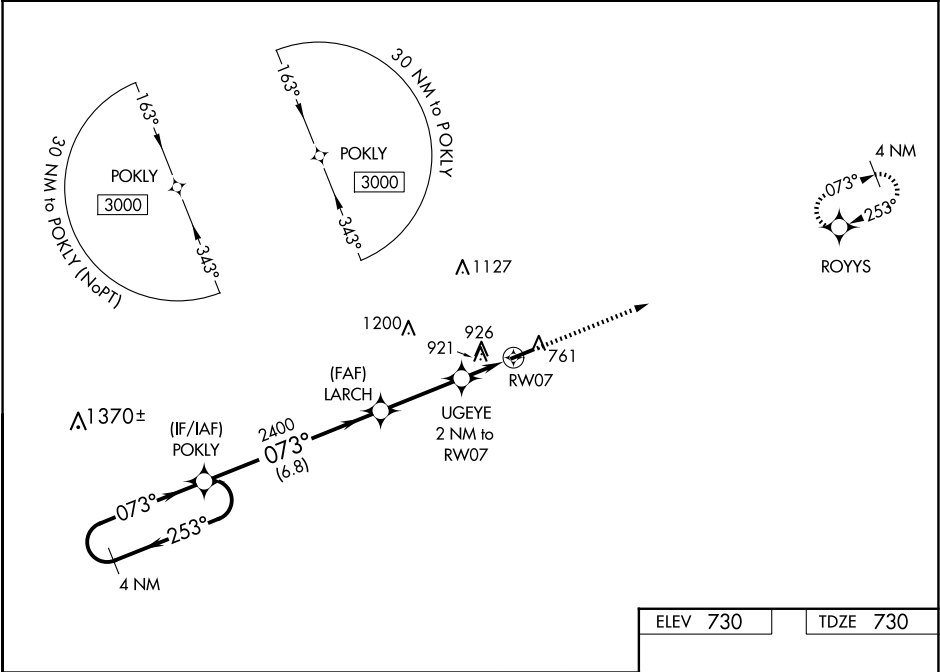 163°
30 NM to POKLY (NoPT)
POKLY
3000
343°
163°
30 NM to POKLY
POKLY
3000
343°
4 NM
073°
253°
ROYYS
1127
1200
926
921
761
RW07
(FAF)
LARCH
UGEYE
2 NM to
RW07
1370±
(IF/IAF)
POKLY
2400
073°
(6.8)
073°
253°
4 NM
ELEV 730
TDZE 730